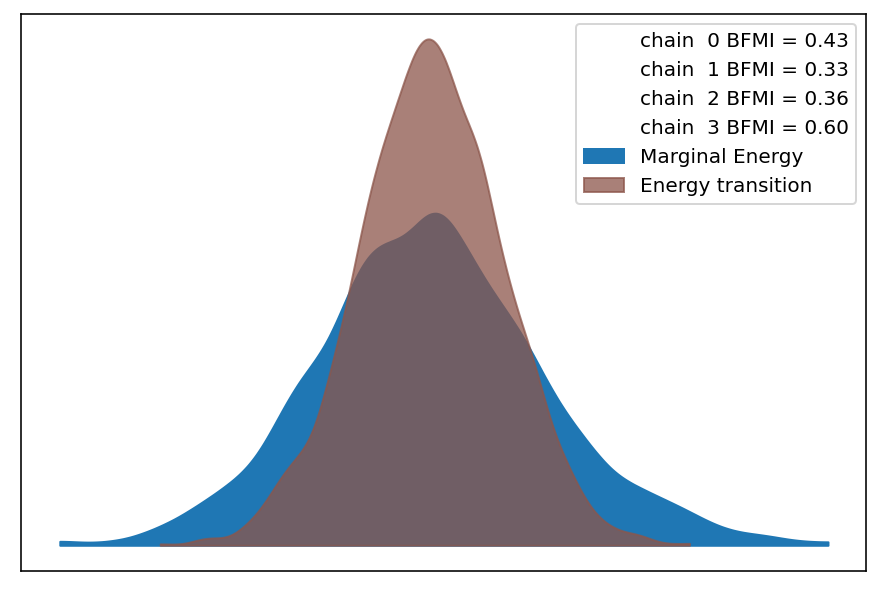 chain  0 BFMI = 0.43
chain  1 BFMI = 0.33
chain  2 BFMI = 0.36
chain  3 BFMI = 0.60
Marginal Energy
Energy transition